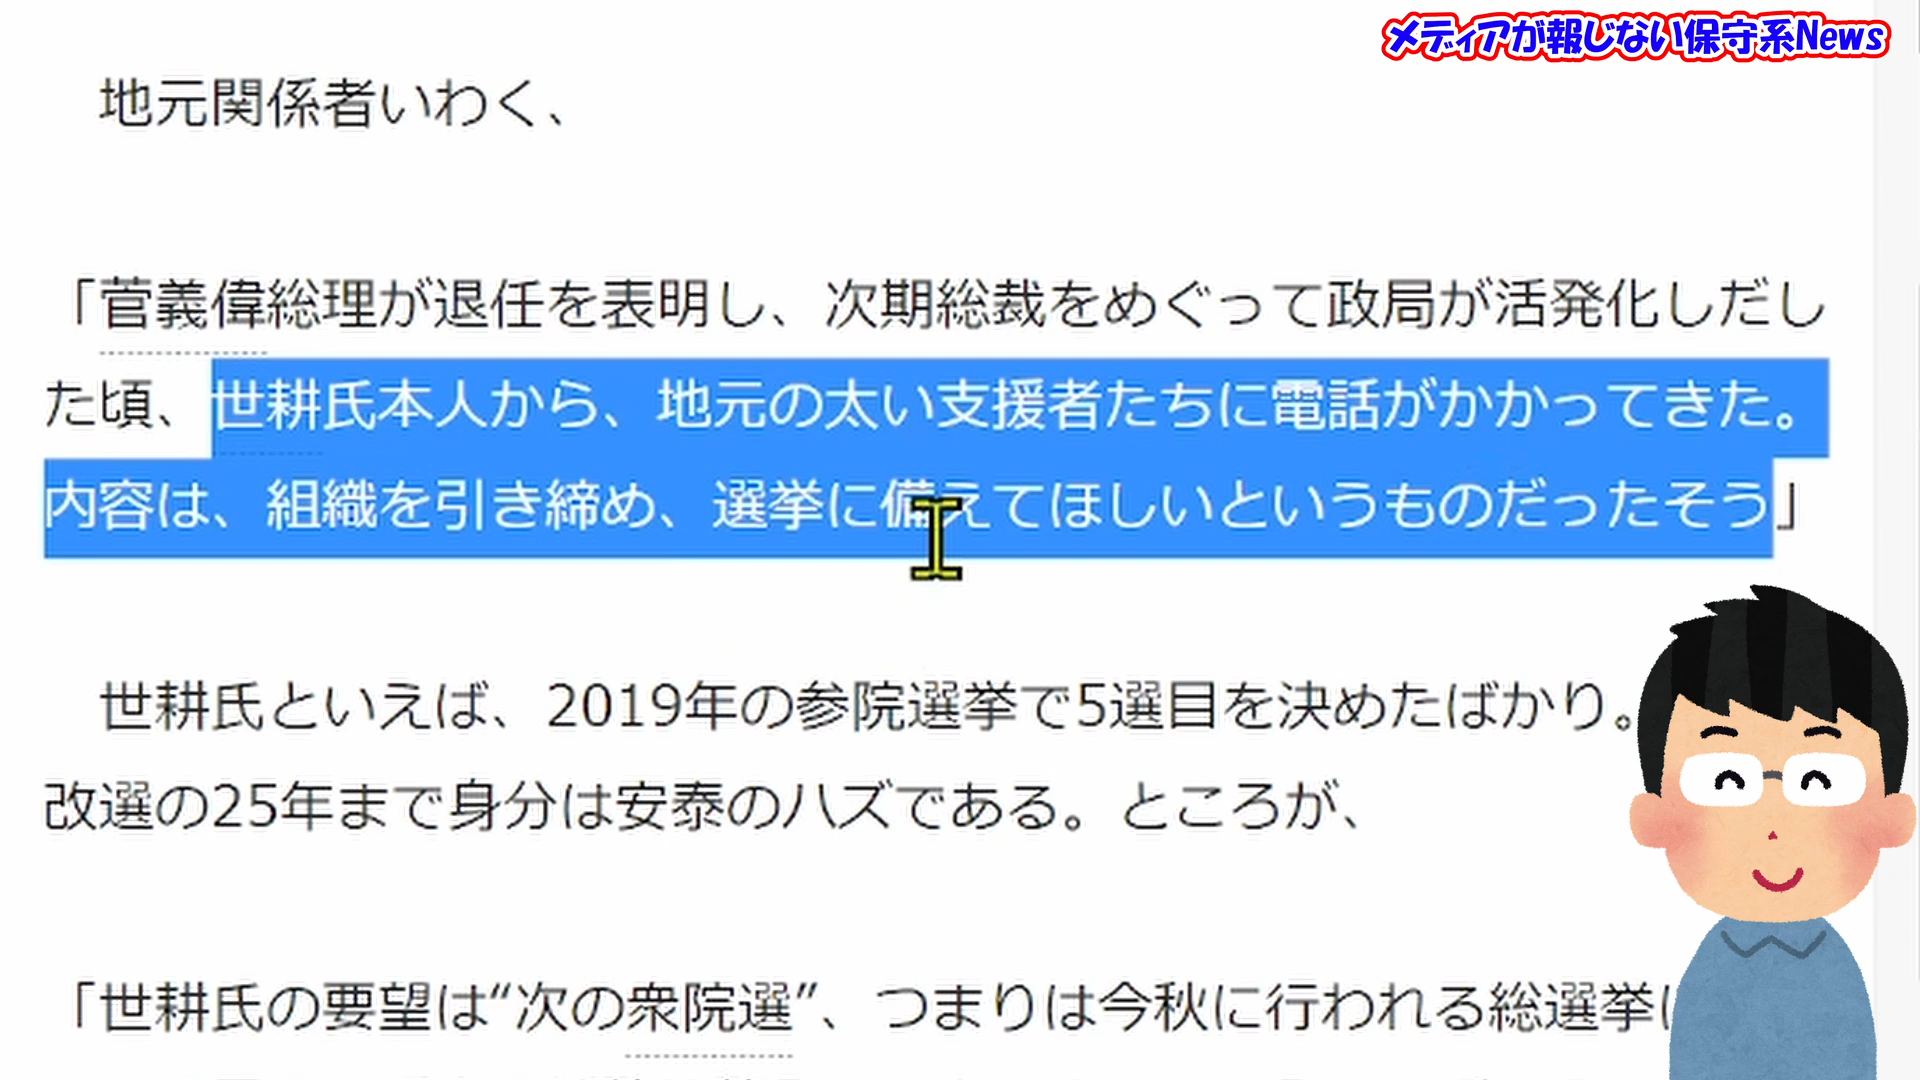 メディアが報じない保守系News
地元関係者いわく、
「菅義偉総理が退任を表明し、次期総裁をめぐって政局が活発化しだし
た頃、世耕氏本人から、地元の太い支援者たちに電話がかかってきた。
内容は、組織を引き締め、選挙に備えてほしいというものだったそう」
世耕氏といえば、2019年の参院選挙で5選目を決めたばかり。
改選の25年まで身分は安泰のハズである。ところが、
「世耕氏の要望は“次の衆院選”、つまりは今秋に行われる総選挙に